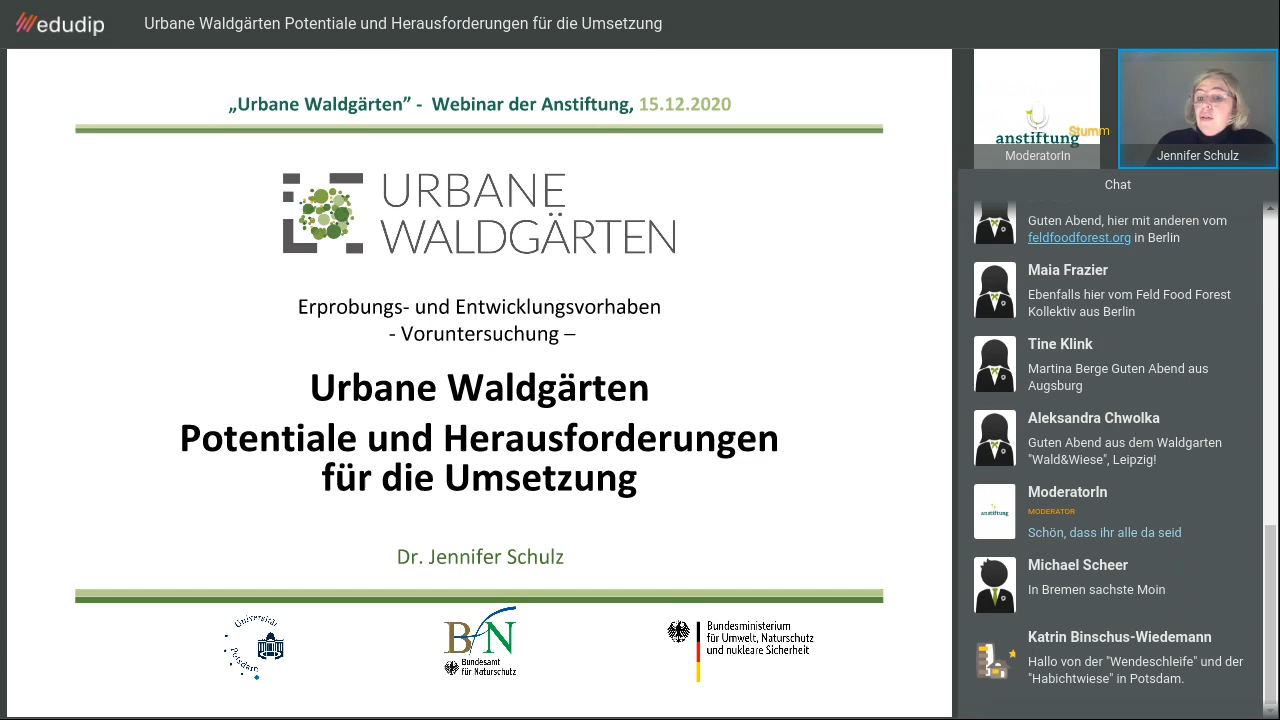 edudip
Urbane Waldgärten Potentiale und Herausforderungen für die Umsetzung
„Urbane Waldgärten” - Webinar der Anstiftung, 15.12.2020
URBANE
WALDGÄRTEN
Erprobungs- und Entwicklungsvorhaben
- Voruntersuchung –
Urbane Waldgärten
Potentiale und Herausforderungen
für die Umsetzung
Dr. Jennifer Schulz
Universität
Potsdam
BfN
Bundesamt
für Naturschutz
Bundesministerium
für Umwelt, Naturschutz
und nukleare Sicherheit
anstiftung
Stumm
ModeratorIn
Jennifer Schulz
Chat
Guten Abend, hier mit anderen vom
feldfoodforest.org in Berlin
Maia Frazier
Ebenfalls hier vom Feld Food Forest
Kollektiv aus Berlin
Tine Klink
Martina Berge Guten Abend aus
Augsburg
Aleksandra Chwolka
Guten Abend aus dem Waldgarten
"Wald&Wiese", Leipzig!
anstiftung
ModeratorIn
MODERATOR
Schön, dass ihr alle da seid
Michael Scheer
In Bremen sachste Moin
Katrin Binschus-Wiedemann
Hallo von der "Wendeschleife" und der
"Habichtwiese" in Potsdam.